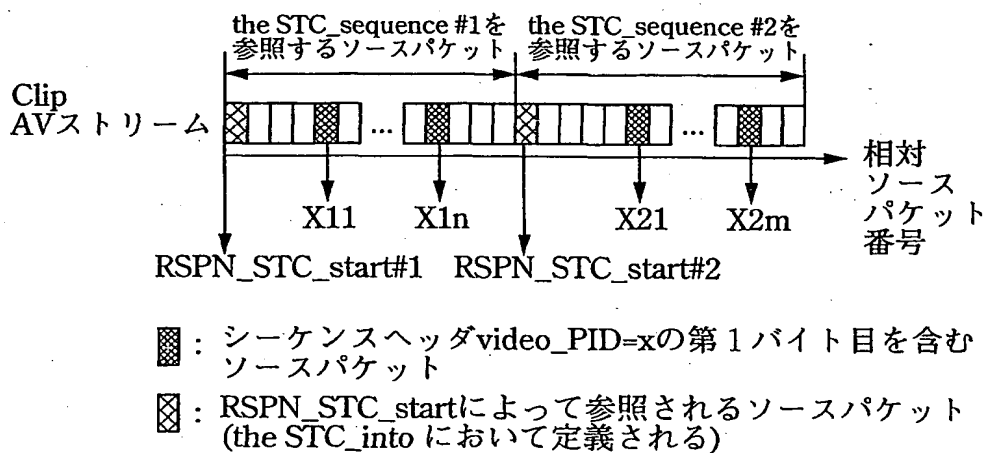 the STC_sequence #1を
参照するソースパケット
the STC_sequence #2を
参照するソースパケット
Clip
AVストリーム
...
...
相対
ソース
パケット
番号
X11
X1n
X21
X2m
RSPN_STC_start#1
RSPN_STC_start#2
: シーケンスヘッダvideo_PID=xの第1バイト目を含む
ソースパケット
: RSPN_STC_startによって参照されるソースパケット
(the STC_into において定義される)